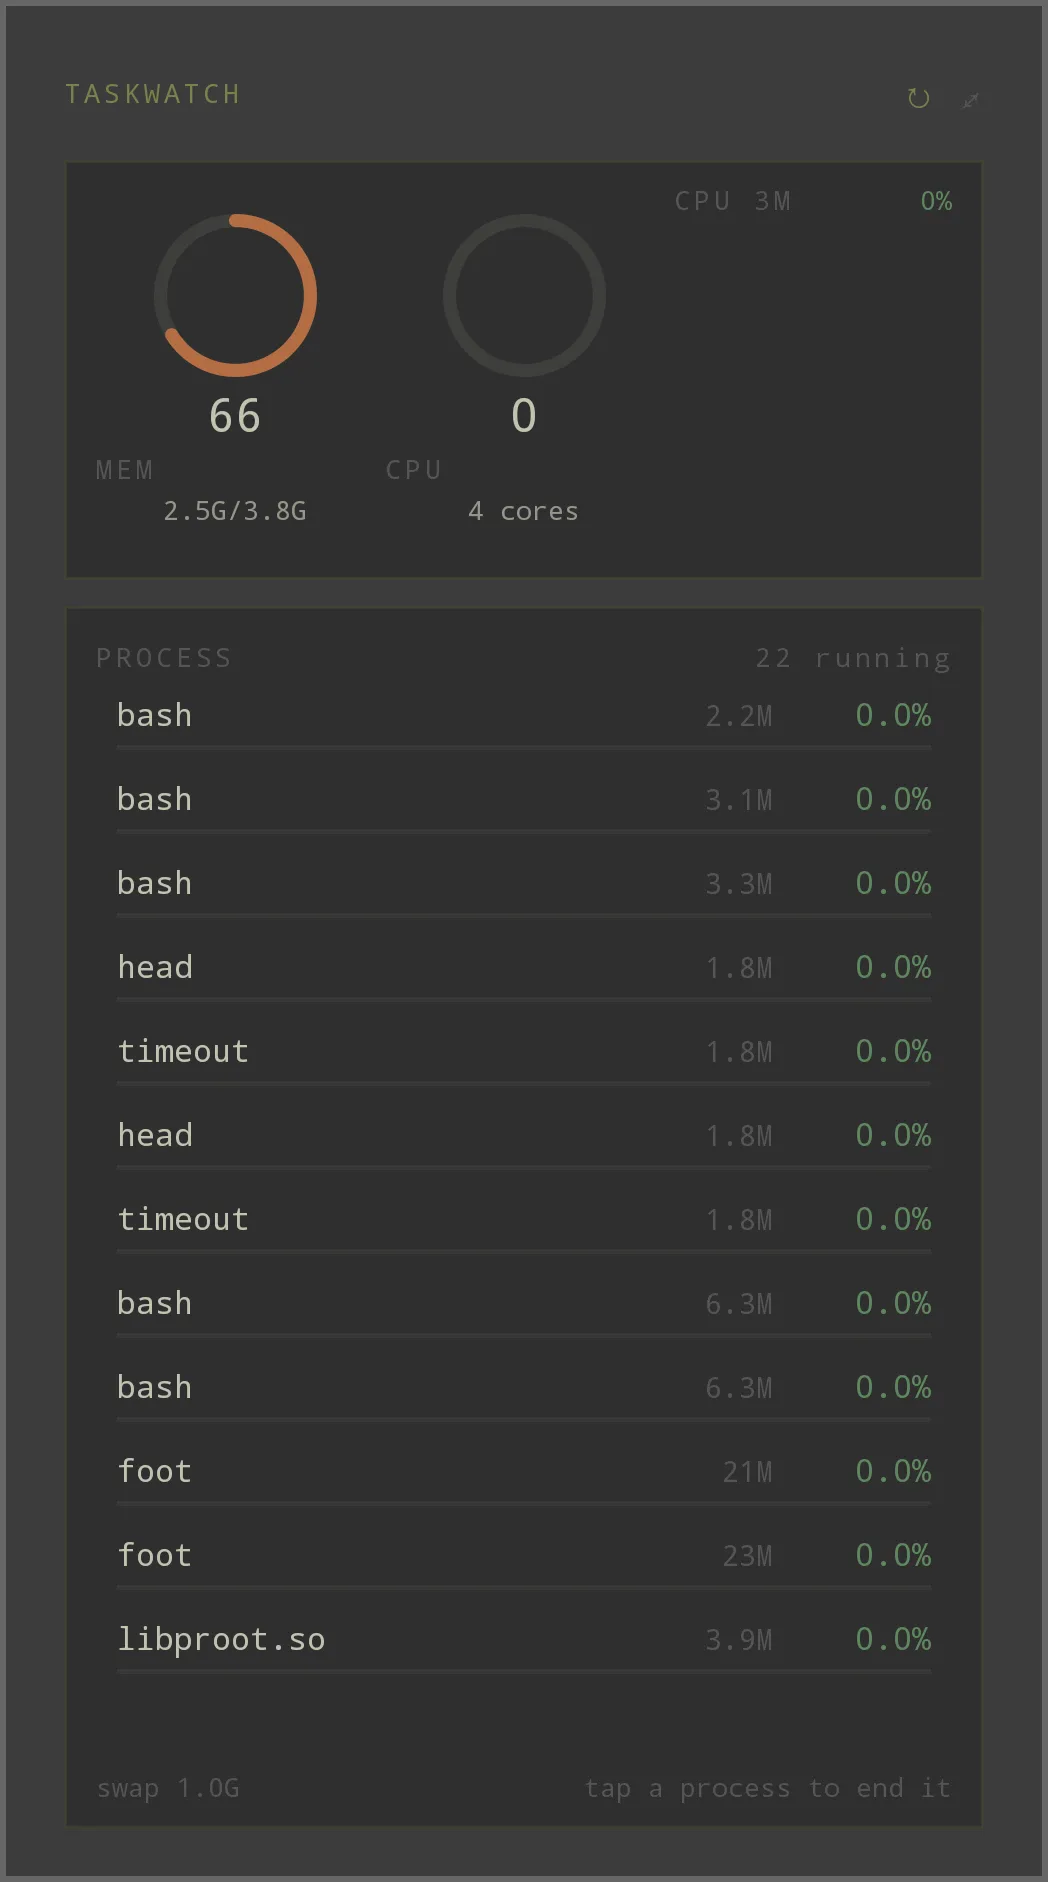 TASKWATCH ↻ ⤢
CPU 3M 0%
66 0
MEM CPU
2.5G/3.8G 4 cores
PROCESS 22 running
bash 2.2M 0.0%
bash 3.1M 0.0%
bash 3.3M 0.0%
head 1.8M 0.0%
timeout 1.8M 0.0%
head 1.8M 0.0%
timeout 1.8M 0.0%
bash 6.3M 0.0%
bash 6.3M 0.0%
foot 21M 0.0%
foot 23M 0.0%
libproot.so 3.9M 0.0%
swap 1.0G tap a process to end it